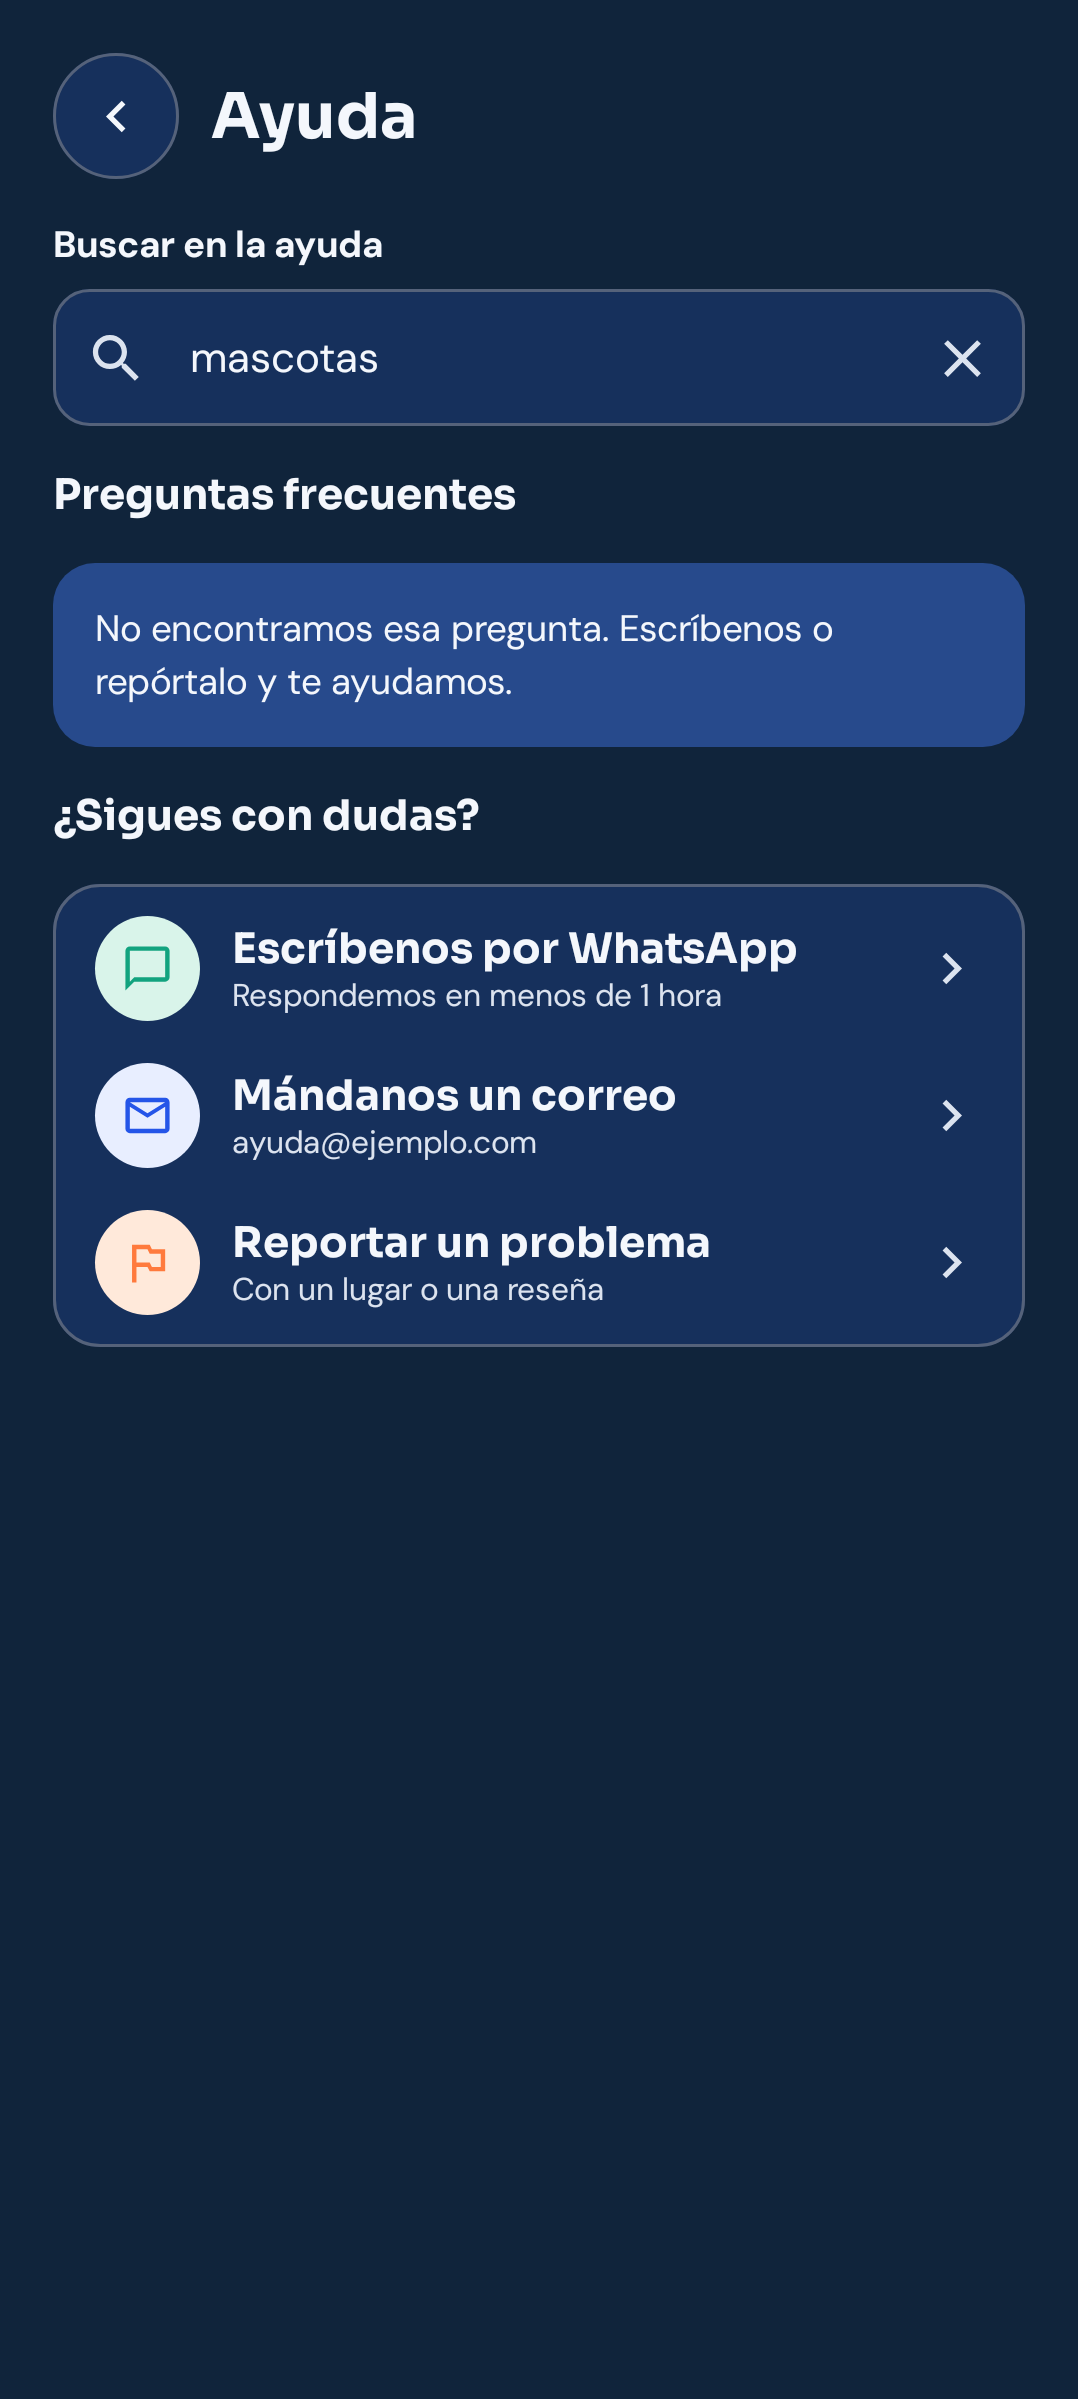 Ayuda
Buscar en la ayuda
mascotas
Preguntas frecuentes
No encontramos esa pregunta. Escríbenos o
repórtalo y te ayudamos.
¿Sigues con dudas?
Escríbenos por WhatsApp
Respondemos en menos de 1 hora
Mándanos un correo
ayuda@ejemplo.com
Reportar un problema
Con un lugar o una reseña